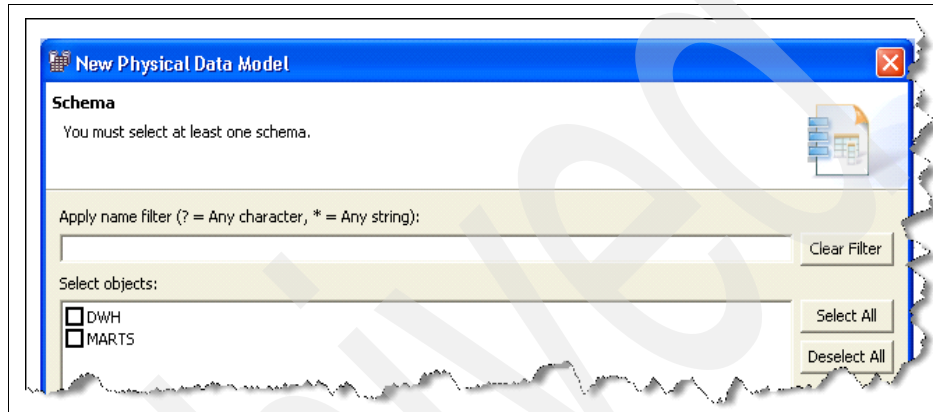 New Physical Data Model
Schema
You must select at least one schema.
Apply name filter (? = Any character, * = Any string):
Clear Filter
Select objects:
DWH
MARTS
Select All
Deselect All